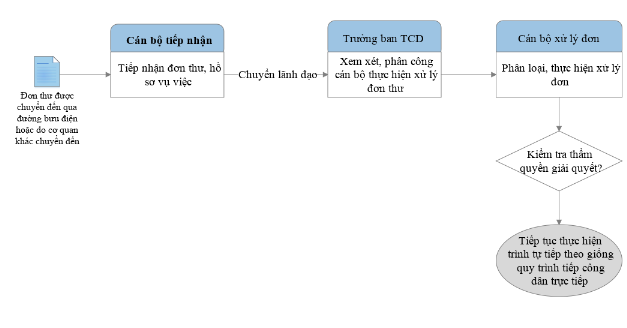 Cán bộ tiếp nhận
Tiếp nhận đơn thư, hồ
sơ vụ việc
Đơn thư được
chuyển đến qua
đường bưu điện
hoặc do cơ quan
khác chuyển đến
Chuyển lãnh đạo
Trưởng ban TCD
Xem xét, phân công
cán bộ thực hiện xử lý
đơn thư
Cán bộ xử lý đơn
Phân loại, thực hiện xử lý
đơn
Kiểm tra thẩm
quyền giải quyết?
Tiếp tục thực hiện
trình tự tiếp theo giống
quy trình tiếp công
dân trực tiếp